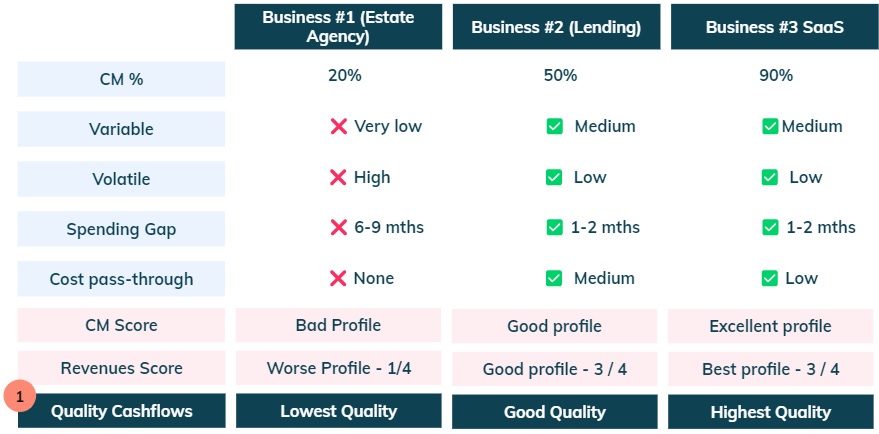 Business #1 (Estate
Agency)
Business #2 (Lending)
Business #3 SaaS
CM %
20%
50%
90%
Variable
Very low
Medium
Medium
Volatile
High
Low
Low
Spending Gap
6-9 mths
1-2 mths
1-2 mths
Cost pass-through
None
Medium
Low
CM Score
Bad Profile
Good profile
Excellent profile
Revenues Score
Worse Profile - 1/4
Good profile - 3 / 4
Best profile - 3 / 4
1
Quality Cashflows
Lowest Quality
Good Quality
Highest Quality